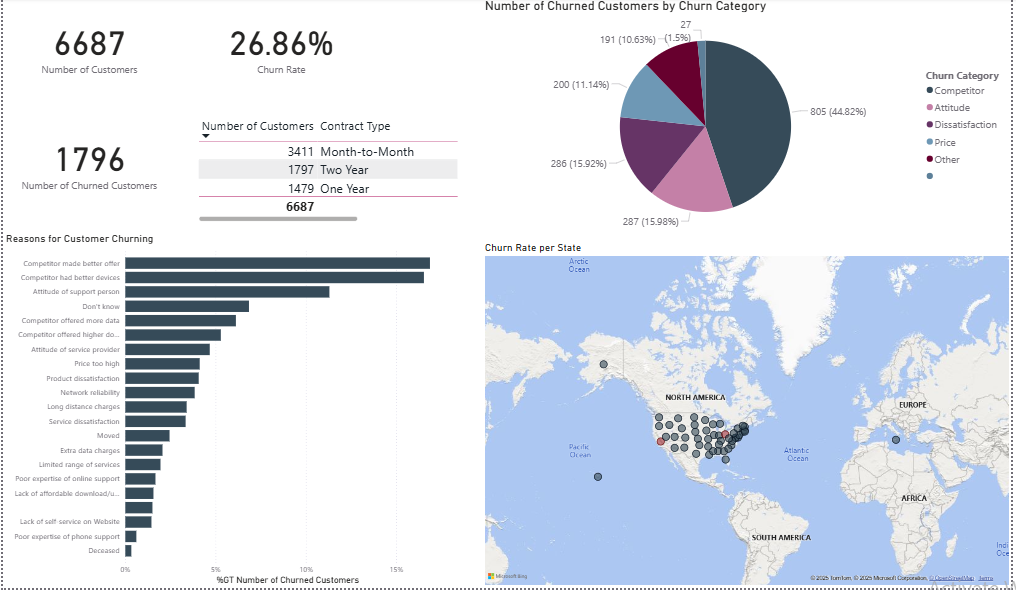 6687
Number of Customers
26.86%
Churn Rate
1796
Number of Churned Customers
Number of Customers Contract Type
3411 Month-to-Month
1797 Two Year
1479 One Year
6687
Number of Churned Customers by Churn Category
27
(1.5%)
191 (10.63%)
200 (11.14%)
286 (15.92%)
287 (15.98%)
805 (44.82%)
Churn Category
Competitor
Attitude
Dissatisfaction
Price
Other
Reasons for Customer Churning
Competitor made better offer
Competitor had better devices
Attitude of support person
Don't know
Competitor offered more data
Competitor offered higher do...
Attitude of service provider
Price too high
Product dissatisfaction
Network reliability
Long distance charges
Service dissatisfaction
Moved
Extra data charges
Limited range of services
Poor expertise of online support
Lack of affordable download/u...
Lack of self-service on Website
Poor expertise of phone support
Deceased
0% 5% 10% 15%
%GT Number of Churned Customers
Churn Rate per State
Arctic
Ocean
NORTH AMERICA
EUROPE
Pacific
Ocean
Atlantic
Ocean
AFRICA
SOUTH AMERICA
Indi
Oce
Microsoft Bing
© 2025 TomTom, © 2025 Microsoft Corporation, © OpenStreetMap Terms